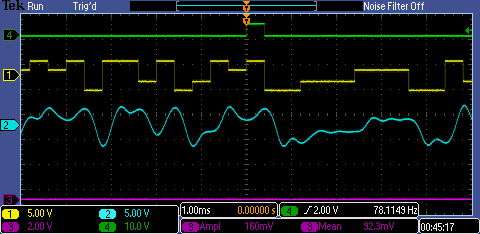 Tek Run Trig'd Noise Filter Off
T
4
1
2
3
1 5.00 V 2 5.00 V 1.00ms 0.00000 s 4 2.00 V 78.1149 Hz
3 2.00 V 4 10.0 V 3 Ampl 160mV 3 Mean 92.3mV 00:45:17